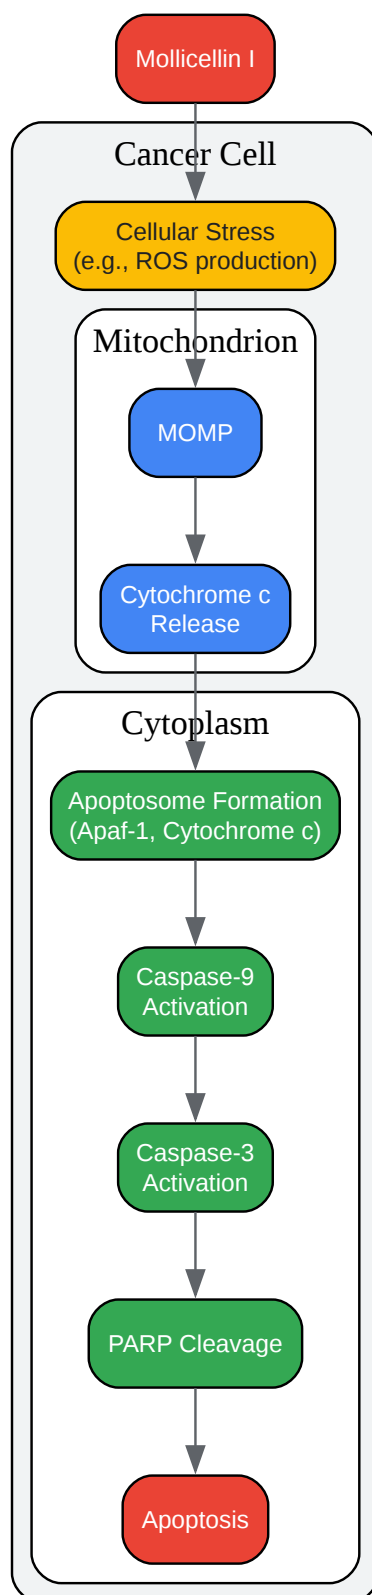 Mollicellin I
Cancer Cell
Cellular Stress
(e.g., ROS production)
Mitochondrion
MOMP
Cytochrome c
Release
Cytoplasm
Apoptosome Formation
(Apaf-1, Cytochrome c)
Caspase-9
Activation
Caspase-3
Activation
PARP Cleavage
Apoptosis